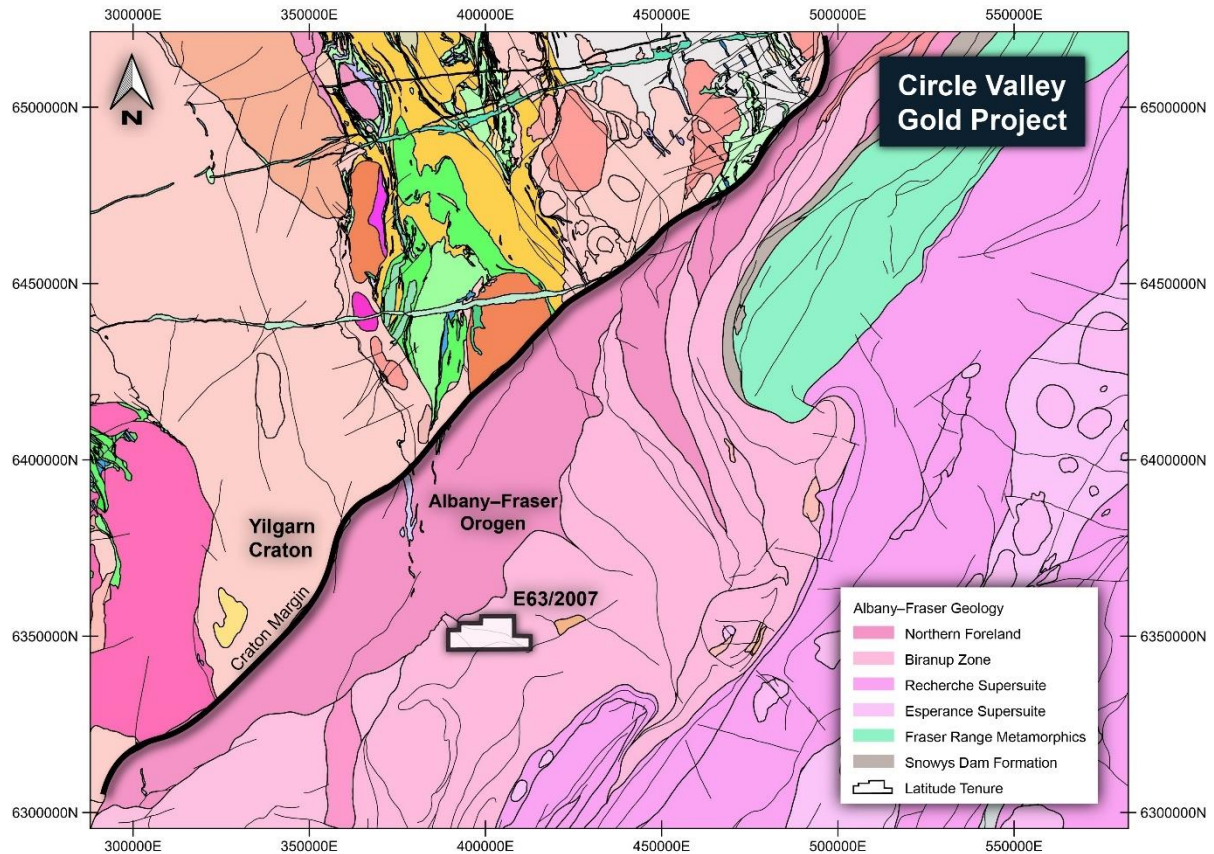 300000E
350000E
400000E
450000E
500000E
550000E
Circle Valley
Gold Project
N
6500000N
6500000N
6450000N
6450000N
6400000N
6400000N
Albany–Fraser
Orogen
Yilgarn
Craton
Craton Margin
E63/2007
6350000N
6350000N
6300000N
6300000N
Albany–Fraser Geology
Northern Foreland
Biranup Zone
Recherche Supersuite
Esperance Supersuite
Fraser Range Metamorphics
Snowys Dam Formation
Latitude Tenure
300000E
350000E
400000E
450000E
500000E
550000E